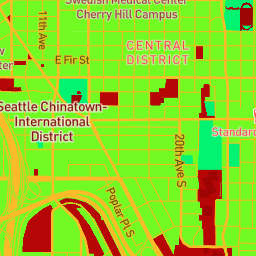 Swedish Medical Center
Cherry Hill Campus
11th Ave
CENTRAL
DISTRICT
E Fir St
Seattle Chinatown-
International
District
20th Ave S
Standard
Poplar Pl S